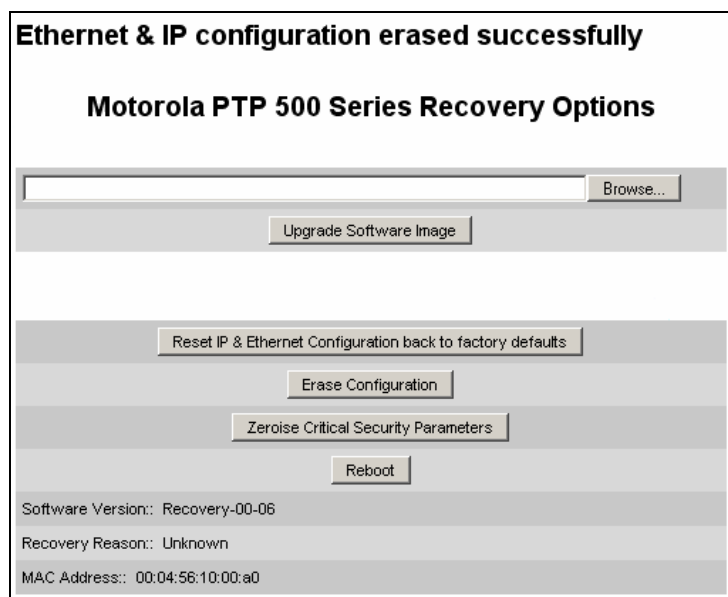 Ethernet & IP configuration erased successfully
Motorola PTP 500 Series Recovery Options
Browse...
Upgrade Software Image
Reset IP & Ethernet Configuration back to factory defaults
Erase Configuration
Zeroise Critical Security Parameters
Reboot
Software Version:: Recovery-00-06
Recovery Reason:: Unknown
MAC Address:: 00:04:56:10:00:a0